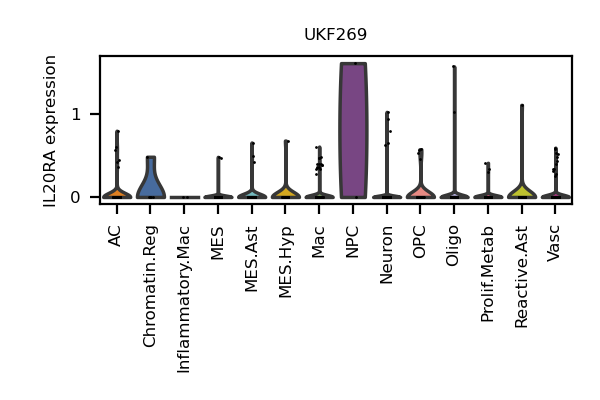 UKF269
IL20RA expression
1
0
AC
Chromatin.Reg
Inflammatory.Mac
MES
MES.Ast
MES.Hyp
Mac
NPC
Neuron
OPC
Oligo
Prolif.Metab
Reactive.Ast
Vasc